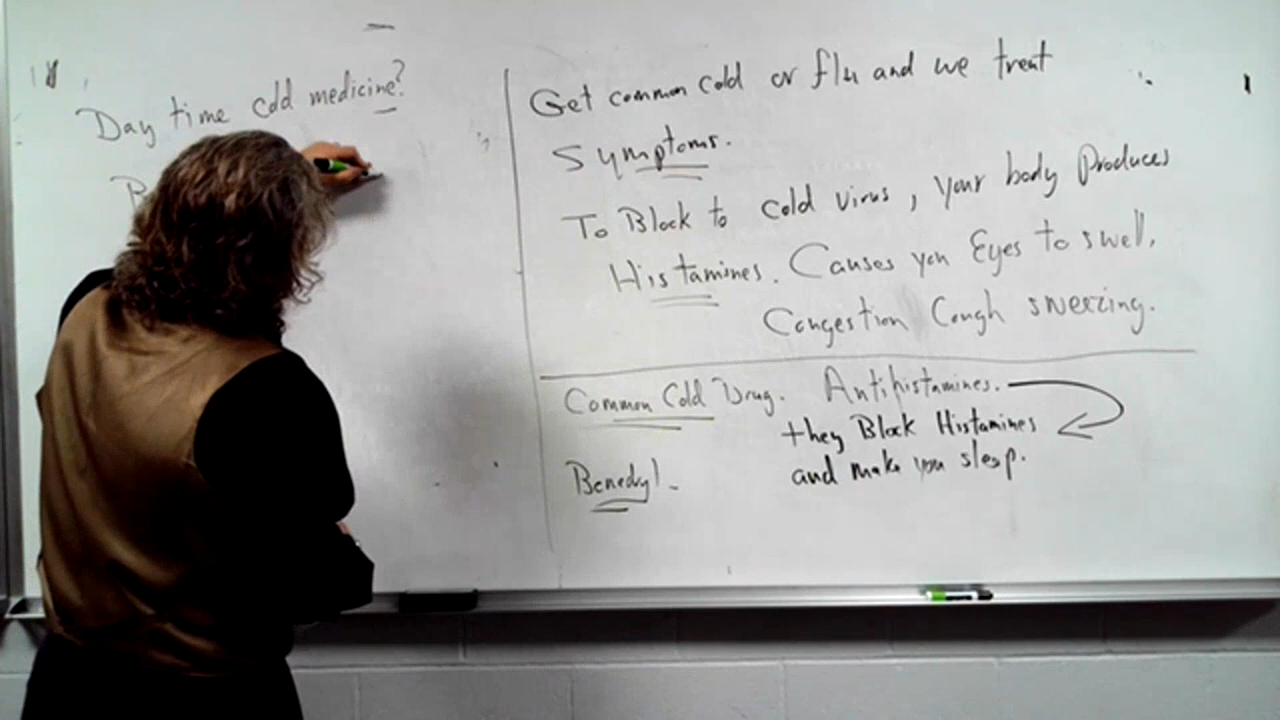 Day time cold medicine?
Get common cold or flu and we treat
Symptoms.
To Block to cold virus, your body Produces
Histamines. Causes you Eyes to swell,
Congestion Cough sneezing.
Common Cold Drug. Antihistamines.
they Block Histamines
and make you sleep.
Benedryl.